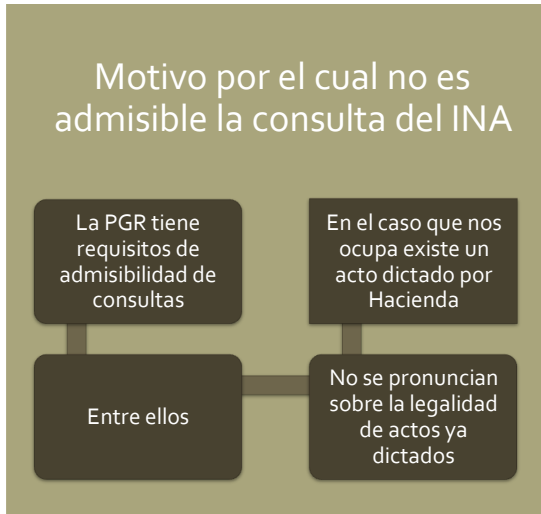 Motivo por el cual no es
admisible la consulta del INA
La PGR tiene
requisitos de
admisibilidad de
consultas
Entre ellos
No se pronuncian
sobre la legalidad
de actos ya
dictados
En el caso que nos
ocupa existe un
acto dictado por
Hacienda